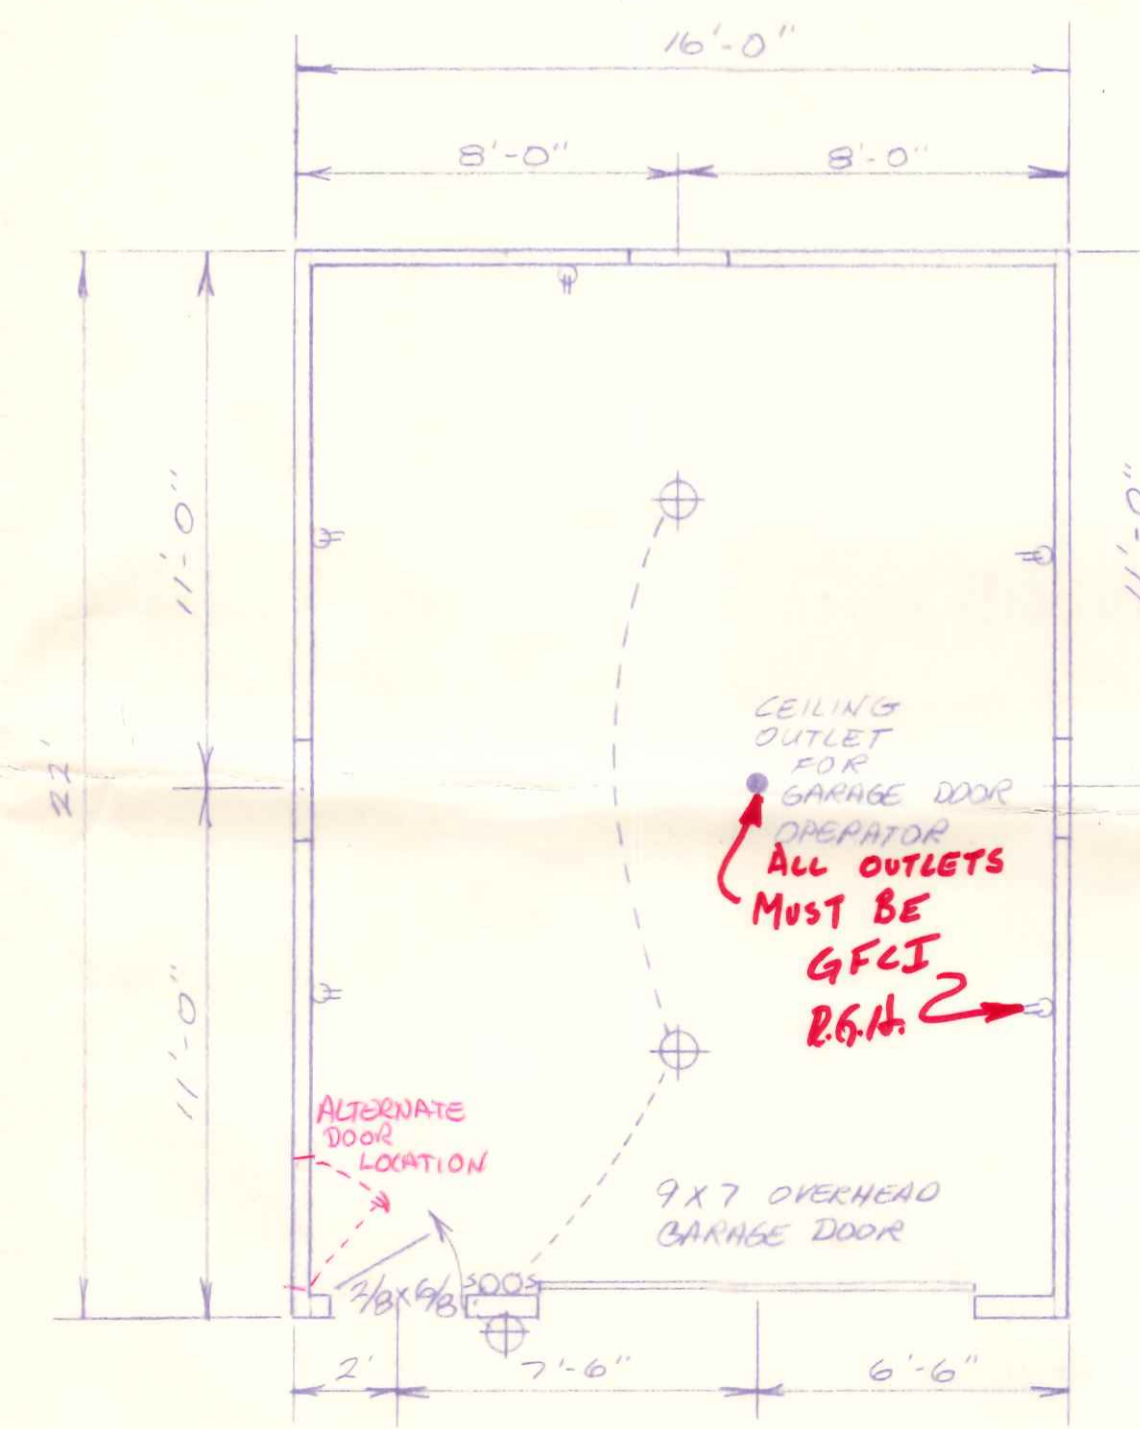 16'-0"
8'-0"
8'-0"
11'-0"
11'-0"
22'
CEILING
OUTLET
FOR
GARAGE DOOR
OPERATOR
ALL OUTLETS
MUST BE
GFCI
R.G.H.
11'-0"
ALTERNATE
DOOR
LOCATION
9 X 7 OVERHEAD
GARAGE DOOR
2/8 x 6/8
S
S
2'
7'-6"
6'-6"